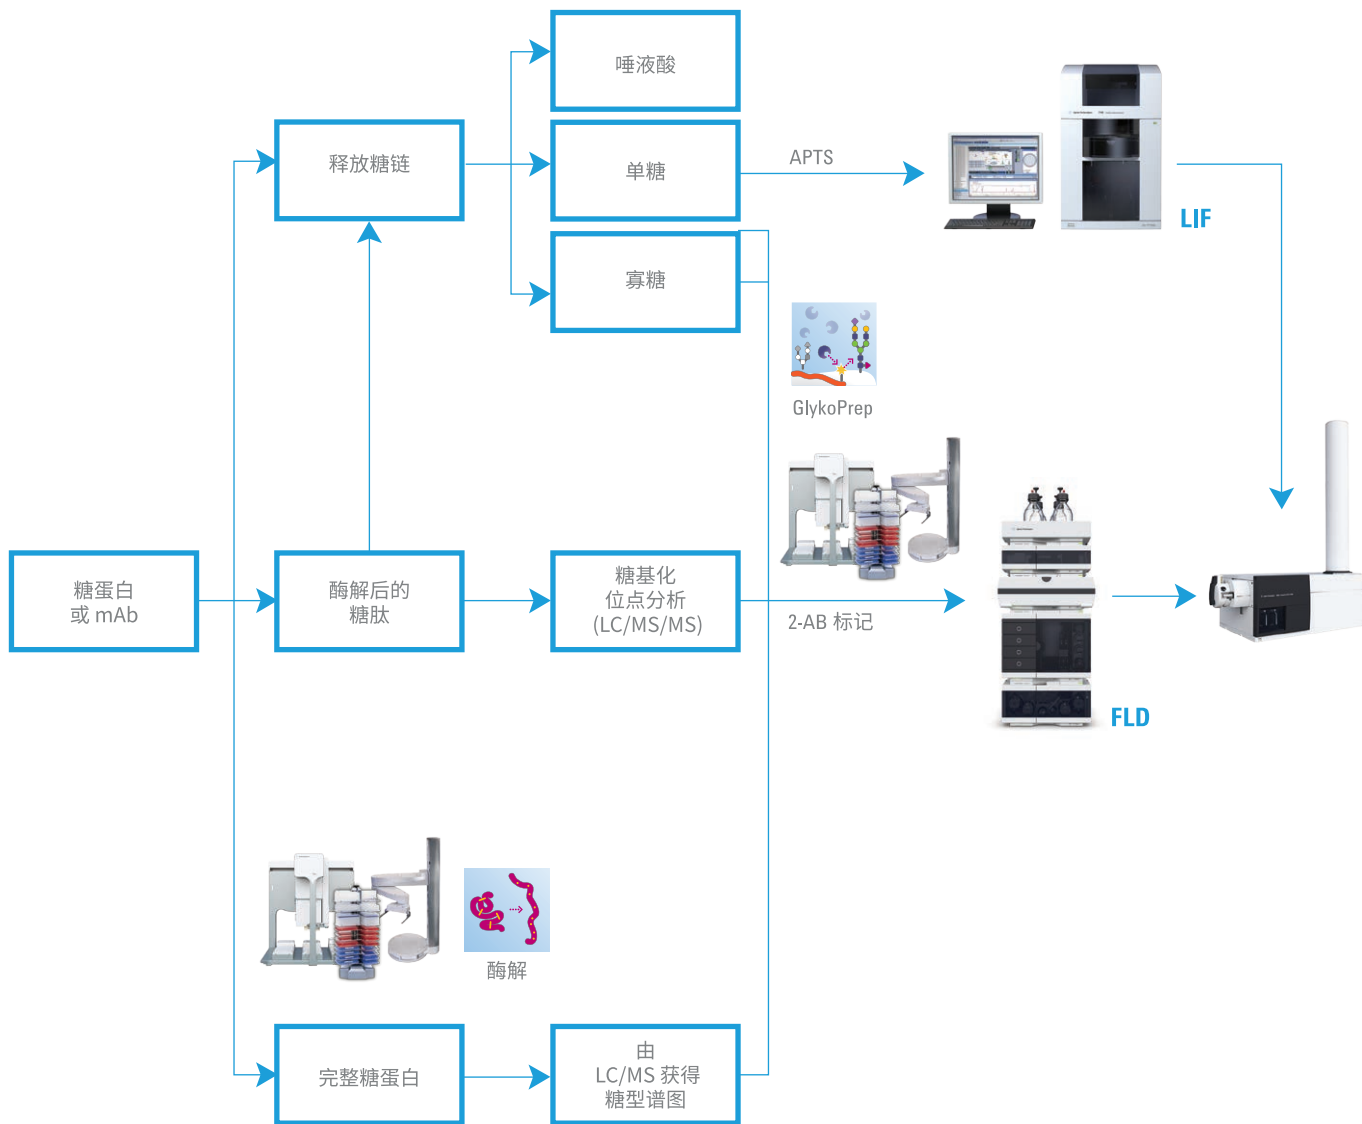 唾液酸
释放糖链
单糖
APTS
LIF
寡糖
GlykoPrep
糖蛋白
或 mAb
酶解后的
糖肽
糖基化
位点分析
(LC/MS/MS)
2-AB 标记
FLD
酶解
完整糖蛋白
由
LC/MS 获得
糖型谱图